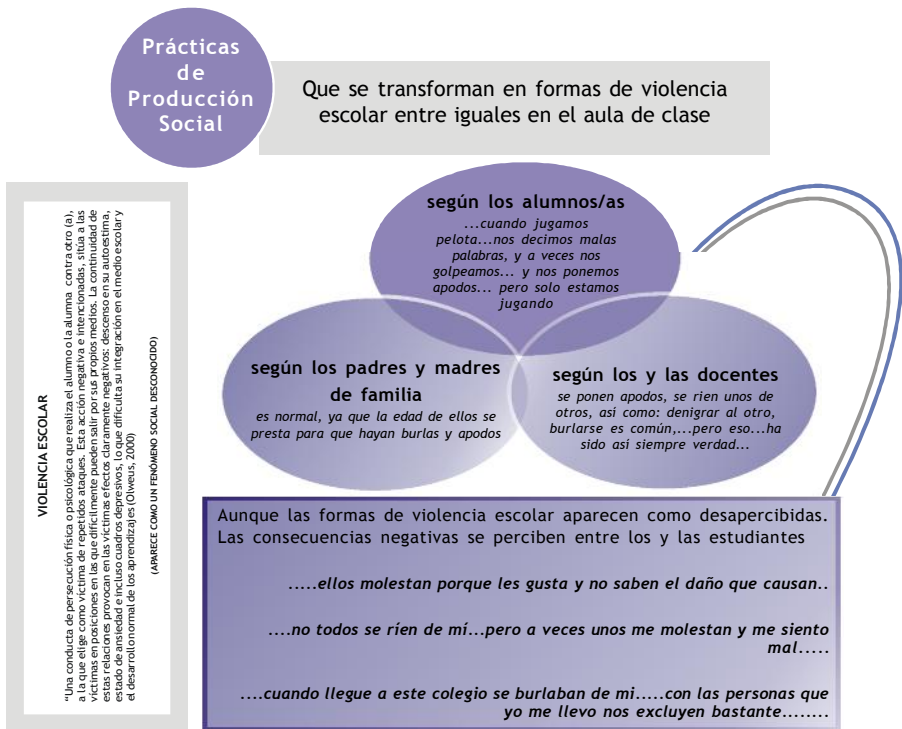 Prácticas
de
Producción
Social
Que se transforman en formas de violencia
escolar entre iguales en el aula de clase
según los alumnos/as
...cuando jugamos
pelota...nos decimos malas
palabras, y a veces nos
golpeamos... y nos ponemos
apodos... pero solo estamos
jugando
según los padres y madres
de familia
es normal, ya que la edad de ellos se
presta para que hayan burlas y apodos
según los y las docentes
se ponen apodos, se rien unos de
otros, así como: denigrar al otro,
burlarse es común,...pero eso...ha
sido así siempre verdad...
VIOLENCIA ESCOLAR
“Una conducta de persecución física o psicológica que realiza el alumno o la alumna contra otro (a),
a la que elige como víctima de repetidos ataques. Esta acción negativa e intencionadas, sitúa a las
víctimas en posiciones en las que difícilmente pueden salir por sus propios medios. La continuidad de
estas relaciones provocan en las víctimas efectos claramente negativos: descenso en su autoestima,
estado de ansiedad e incluso cuadros depresivos, lo que dificulta su integración en el medio escolar y
el desarrollo normal de los aprendizajes (Olweus, 2000)
(APARECE COMO UN FENÓMENO SOCIAL DESCONOCIDO)
Aunque las formas de violencia escolar aparecen como desapercibidas.
Las consecuencias negativas se perciben entre los y las estudiantes
.....ellos molestan porque les gusta y no saben el daño que causan..
....no todos se ríen de mí...pero a veces unos me molestan y me siento
mal.....
....cuando llegue a este colegio se burlaban de mi.....con las personas que
yo me llevo nos excluyen bastante........